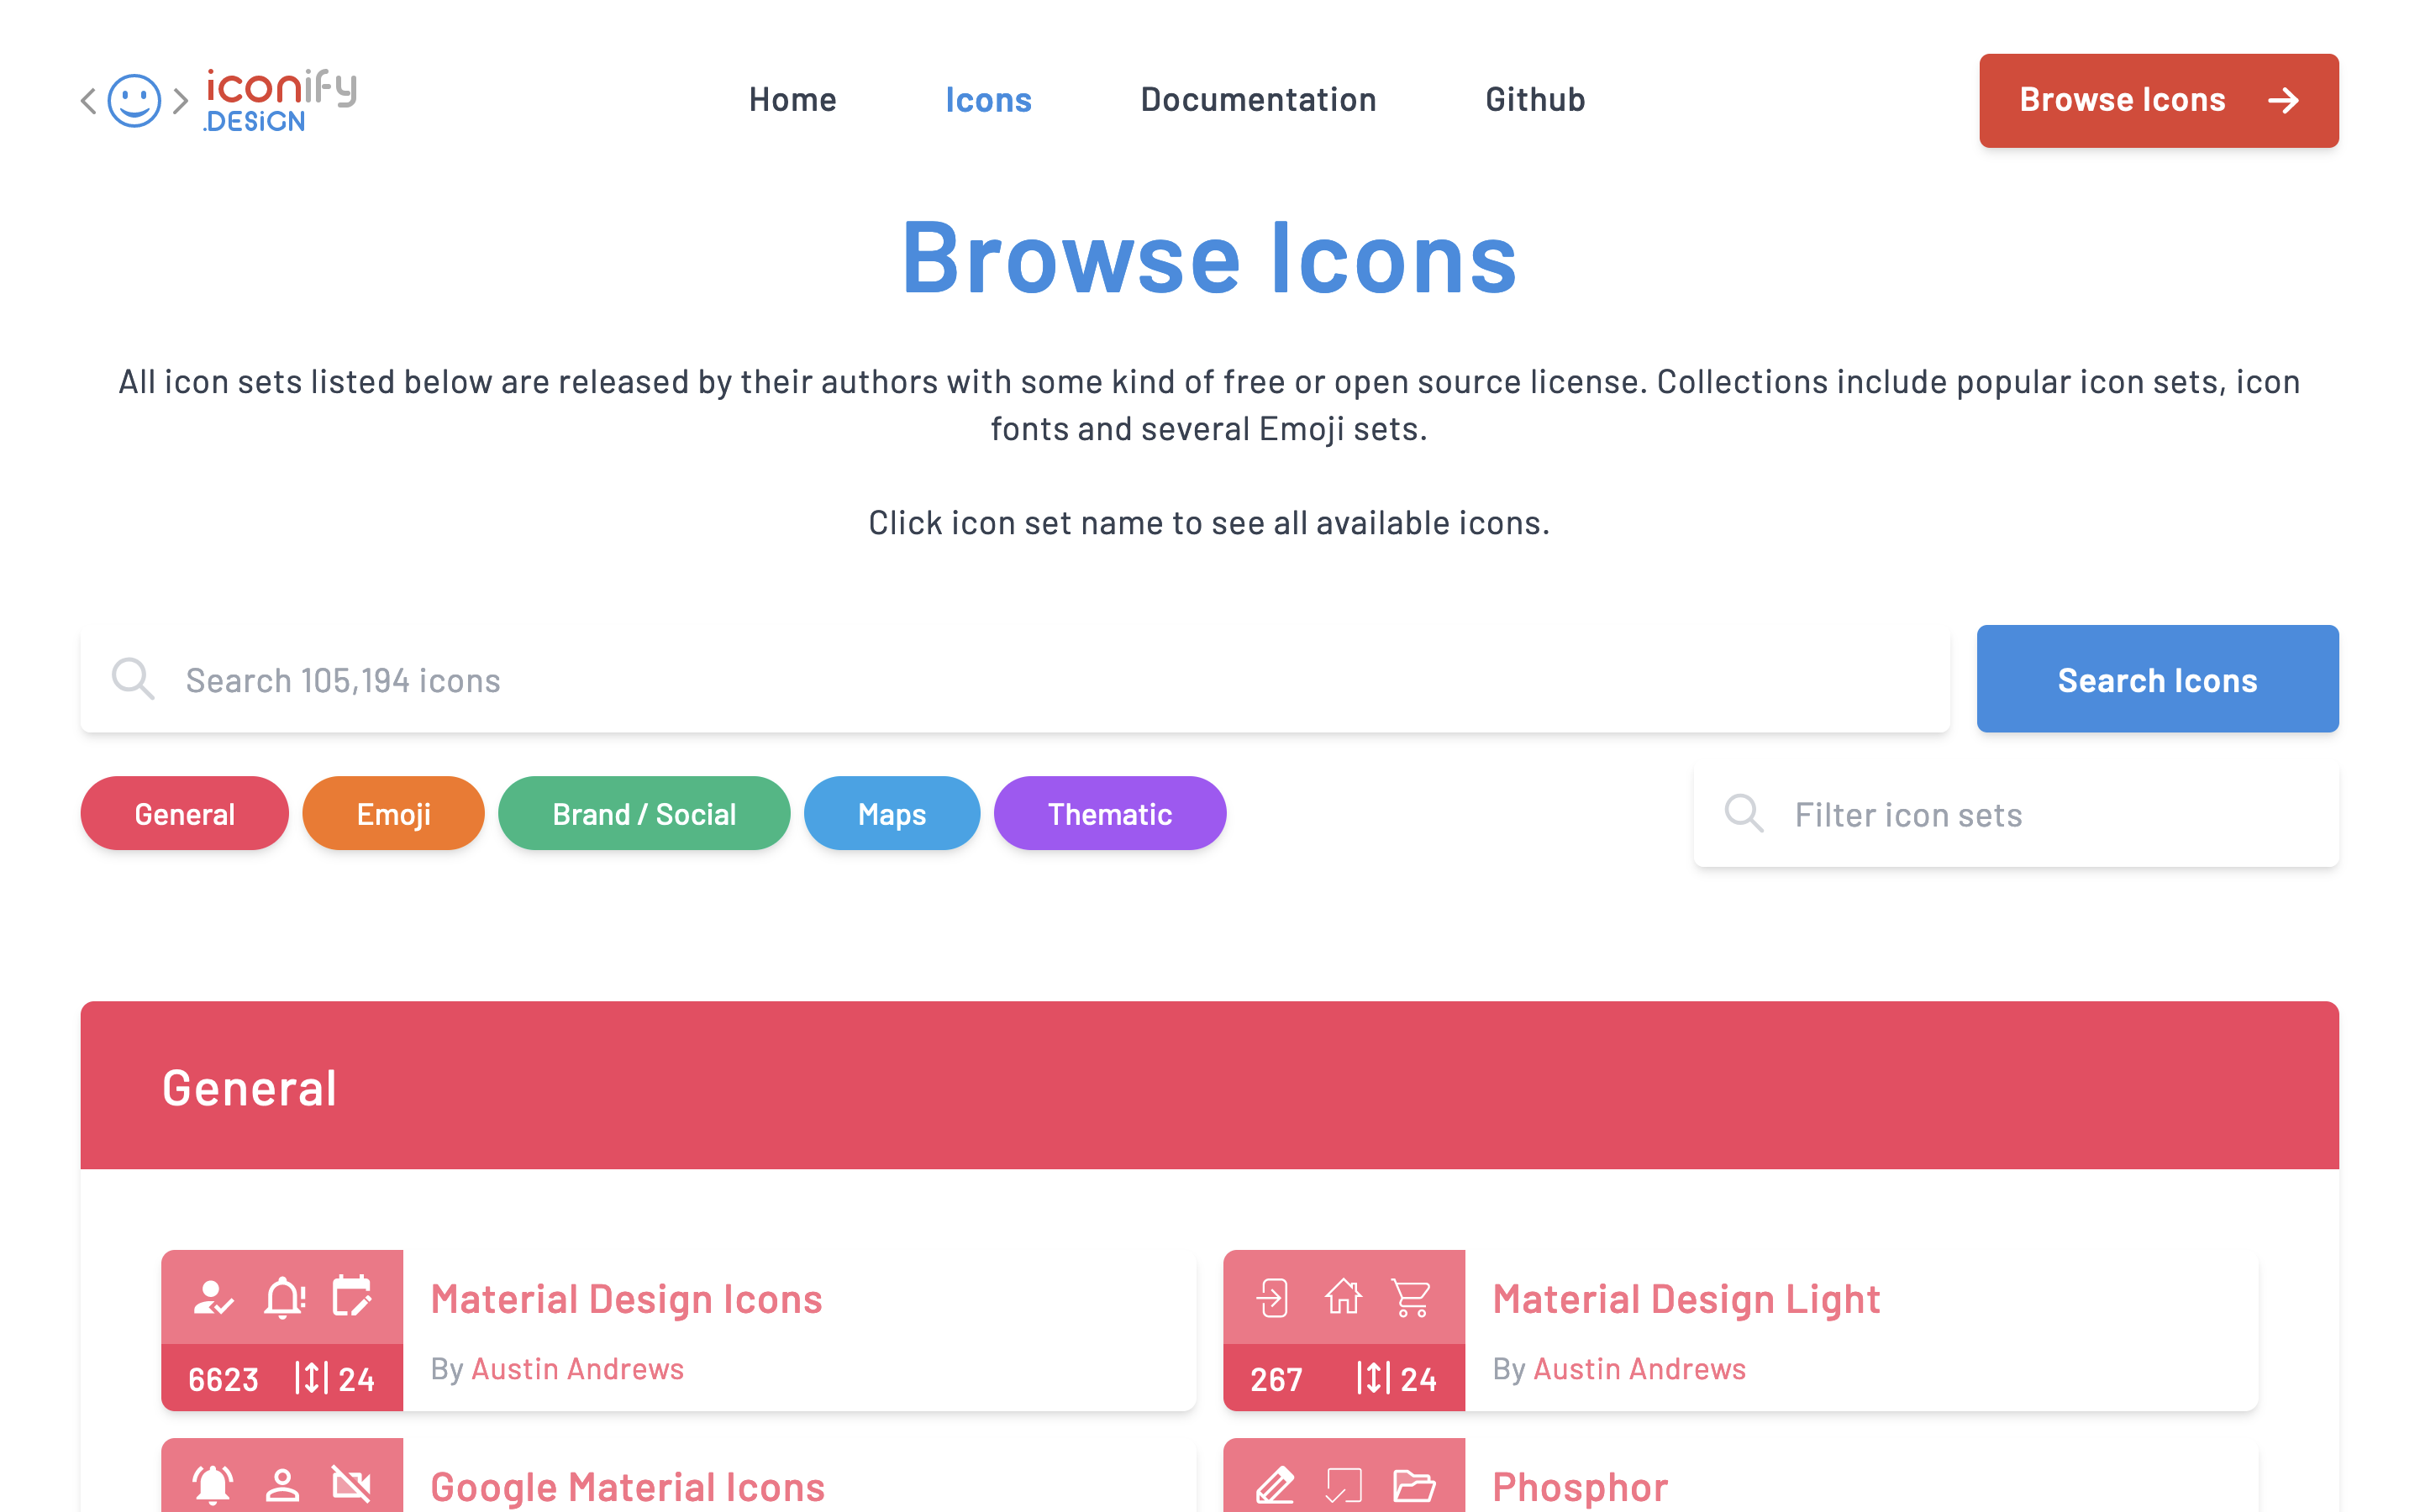 iconify
.DESiGN
Home
Icons
Documentation
Github
Browse Icons
Browse Icons
All icon sets listed below are released by their authors with some kind of free or open source license. Collections include popular icon sets, icon
fonts and several Emoji sets.
Click icon set name to see all available icons.
Search 105,194 icons
Search Icons
General
Emoji
Brand / Social
Maps
Thematic
Filter icon sets
General
Material Design Icons
By Austin Andrews
6623
24
Material Design Light
By Austin Andrews
267
24
Google Material Icons
Phosphor